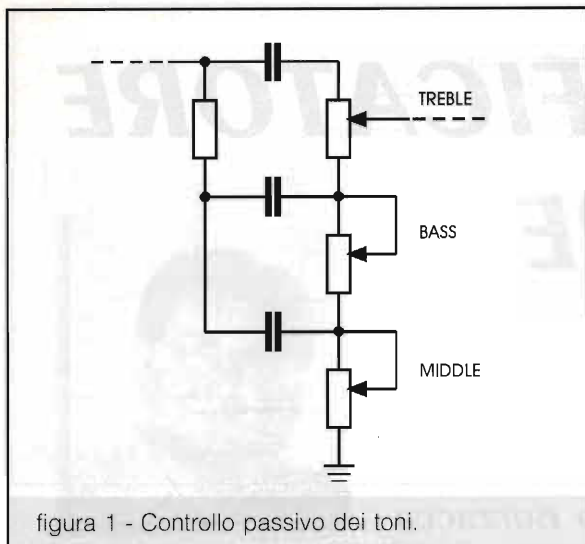 TREBLE
BASS
MIDDLE
figura 1 - Controllo passivo dei toni.